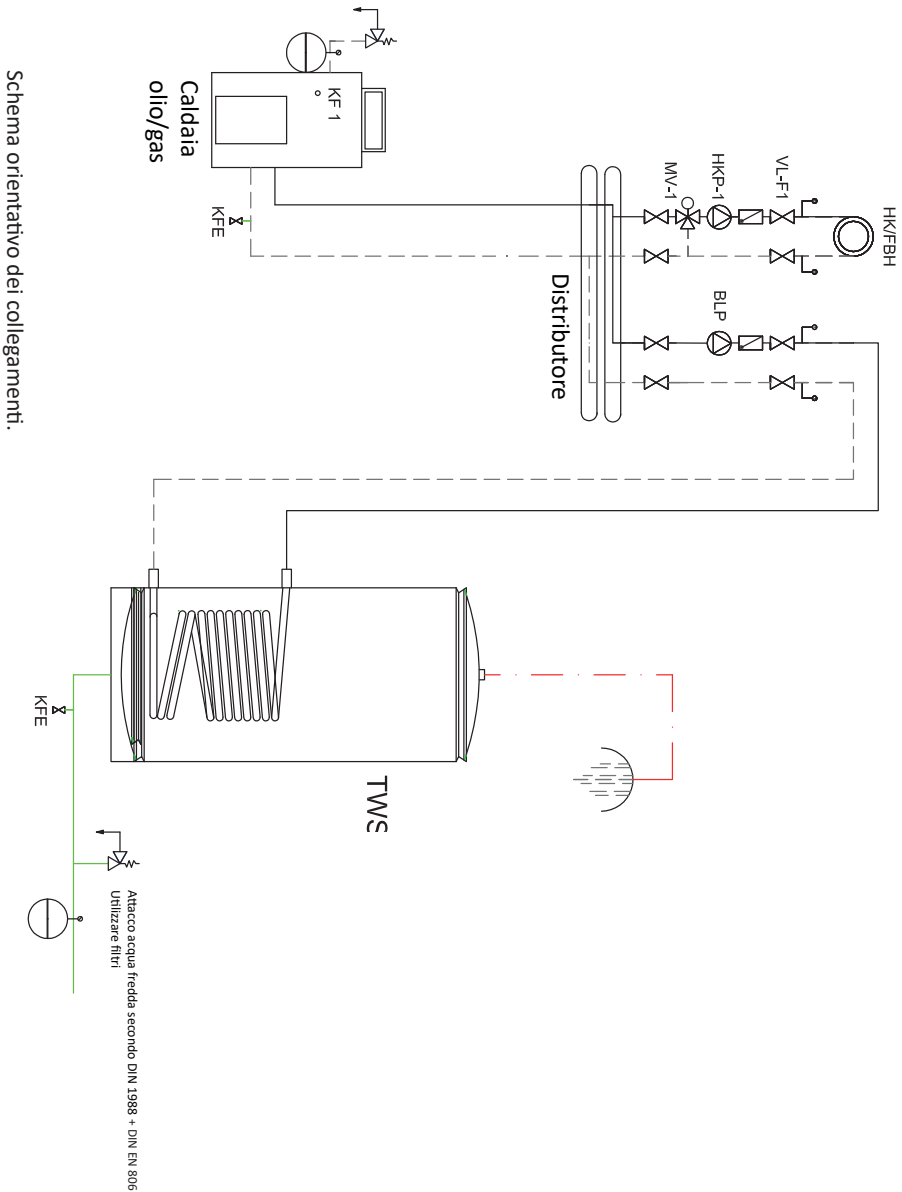 HK/FBH
VL-F1
HKP-1
MV-1
BLP
Distributore
KF 1
Caldaia
olio/gas
KFE
TWS
KFE
Attacco acqua fredda secondo DIN 1988 + DIN EN 806
Utilizzare filtri
Schema orientativo dei collegamenti.